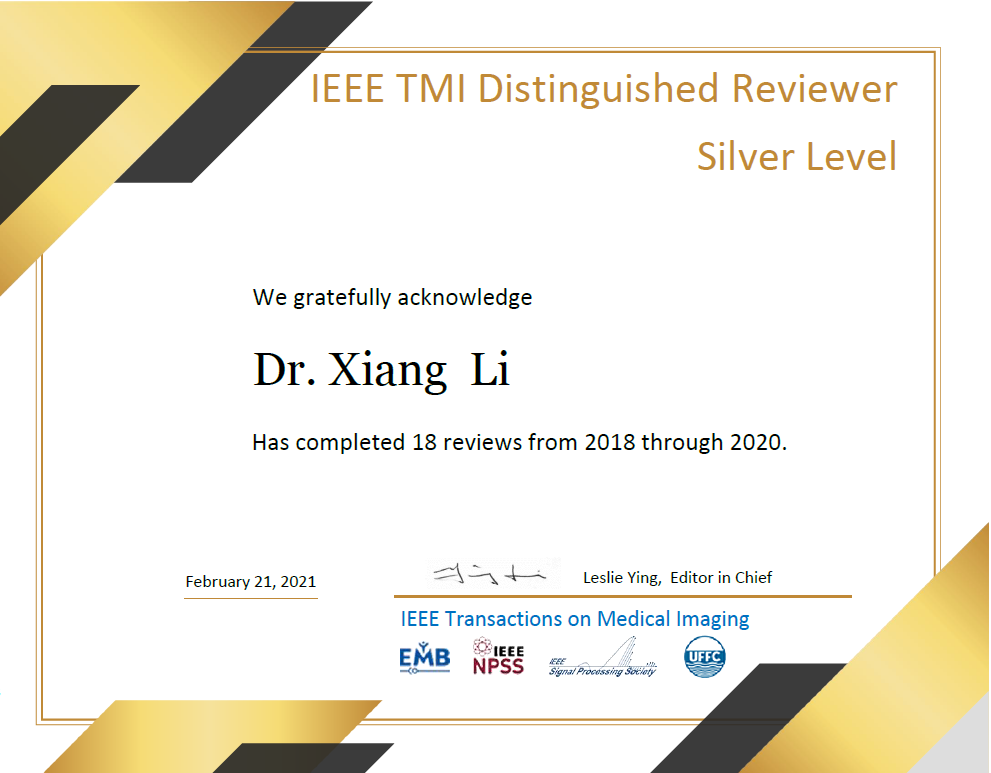 IEEE TMI Distinguished Reviewer
Silver Level
We gratefully acknowledge
Dr. Xiang Li
Has completed 18 reviews from 2018 through 2020.
February 21, 2021
Leslie Ying, Editor in Chief
IEEE Transactions on Medical Imaging
EMB
IEEE
NPSS
IEEE
Signal Processing Society
UFFC